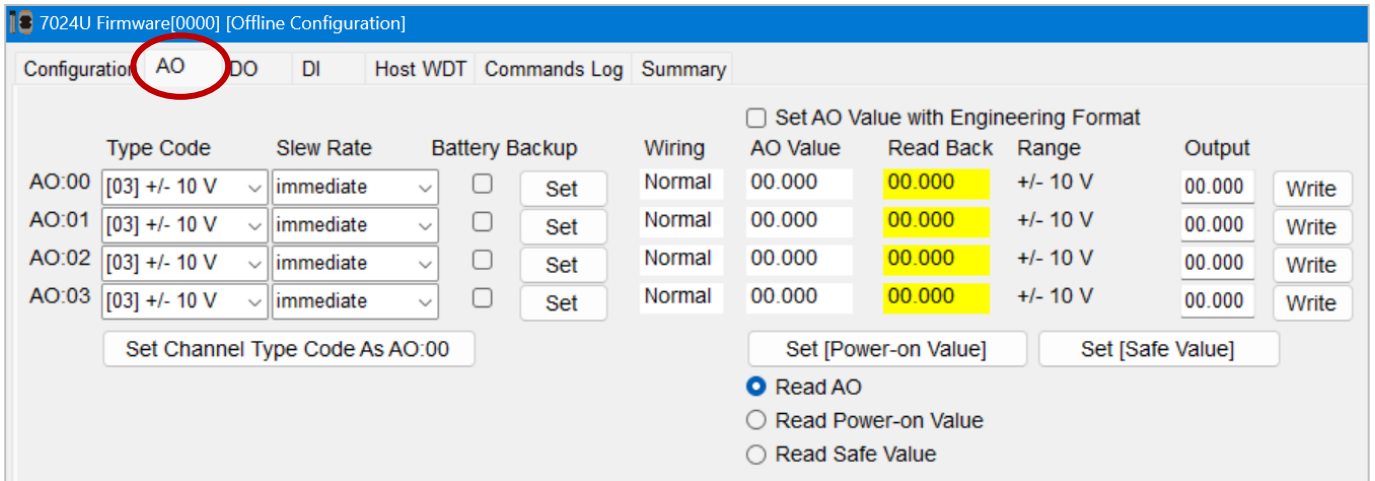 7024U Firmware[0000] [Offline Configuration]
Configuration AO DO DI Host WDT Commands Log Summary
Set AO Value with Engineering Format
Type Code Slew Rate Battery Backup Wiring AO Value Read Back Range Output
AO:00 [03] +/- 10 V immediate Set Normal 00.000 00.000 +/- 10 V 00.000 Write
AO:01 [03] +/- 10 V immediate Set Normal 00.000 00.000 +/- 10 V 00.000 Write
AO:02 [03] +/- 10 V immediate Set Normal 00.000 00.000 +/- 10 V 00.000 Write
AO:03 [03] +/- 10 V immediate Set Normal 00.000 00.000 +/- 10 V 00.000 Write
Set Channel Type Code As AO:00 Set [Power-on Value] Set [Safe Value]
Read AO
Read Power-on Value
Read Safe Value